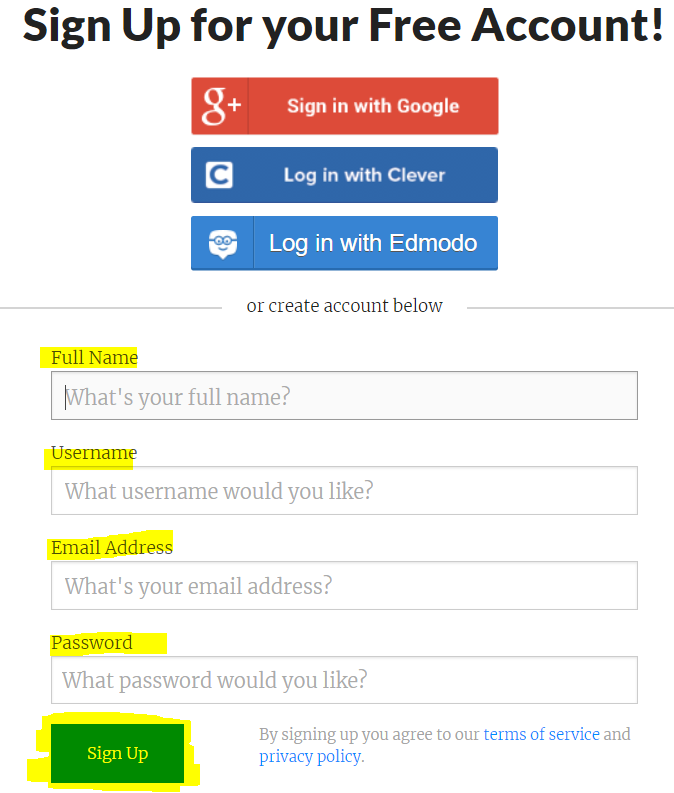 Sign Up for your Free Account!
g+ Sign in with Google
C Log in with Clever
Log in with Edmodo
or create account below
Full Name
What's your full name?
Username
What username would you like?
Email Address
What's your email address?
Password
What password would you like?
Sign Up
By signing up you agree to our terms of service and
privacy policy.